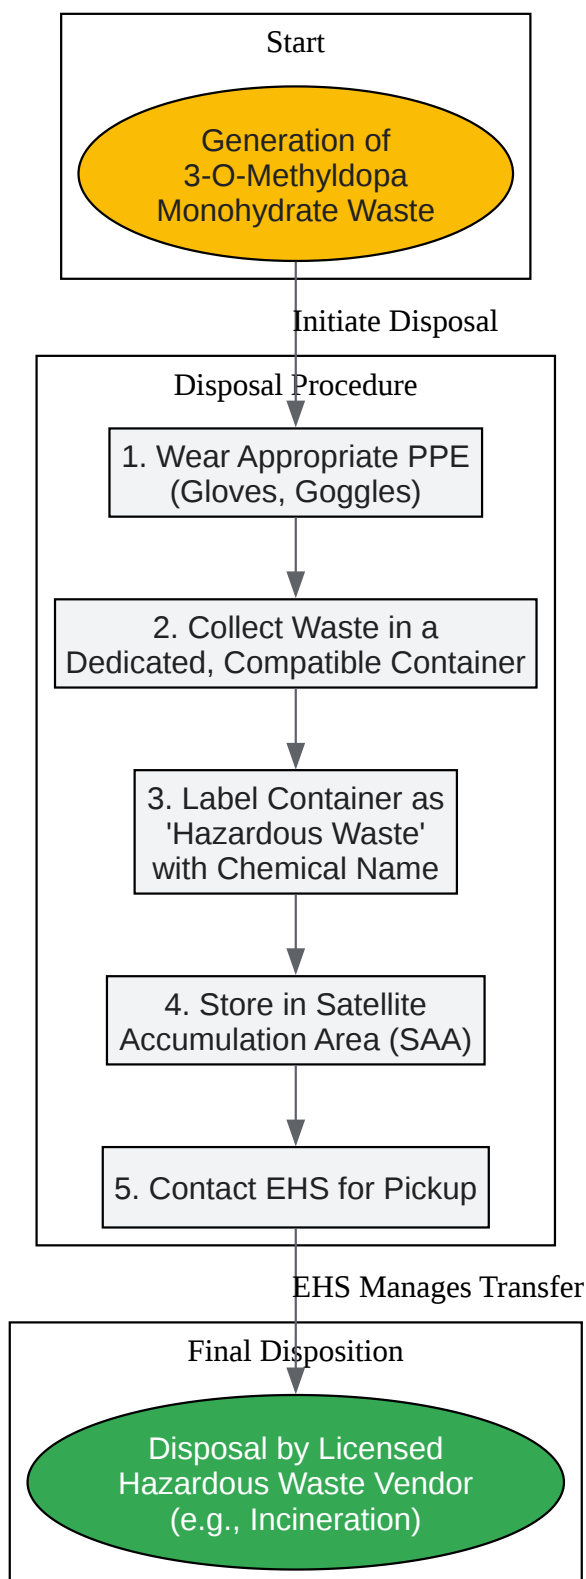 Start
Generation of
3-O-Methyldopa
Monohydrate Waste
Initiate Disposal
Disposal Procedure
1. Wear Appropriate PPE
(Gloves, Goggles)
2. Collect Waste in a
Dedicated, Compatible Container
3. Label Container as
'Hazardous Waste'
with Chemical Name
4. Store in Satellite
Accumulation Area (SAA)
5. Contact EHS for Pickup
EHS Manages Transfer
Final Disposition
Disposal by Licensed
Hazardous Waste Vendor
(e.g., Incineration)